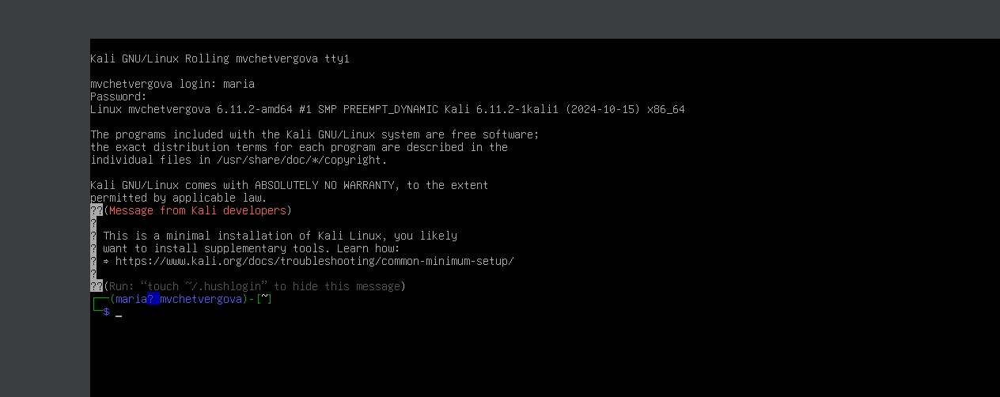 Kali GNU/Linux Rolling mvchetvergova tty1
mvchetvergova login: maria
Password:
Linux mvchetvergova 6.11.2-amd64 #1 SMP PREEMPT_DYNAMIC Kali 6.11.2-1kali1 (2024-10-15) x86_64
The programs included with the Kali GNU/Linux system are free software;
the exact distribution terms for each program are described in the
individual files in /usr/share/doc/*/copyright.
Kali GNU/Linux comes with ABSOLUTELY NO WARRANTY, to the extent
permitted by applicable law.
??(Message from Kali developers)
?
? This is a minimal installation of Kali Linux, you likely
? want to install supplementary tools. Learn how:
? ⇒ https://www.kali.org/docs/troubleshooting/common-minimum-setup/
?
??(Run: “touch ~/.hushlogin” to hide this message)
┌──(maria? mvchetvergova)-[~]
└─$ _